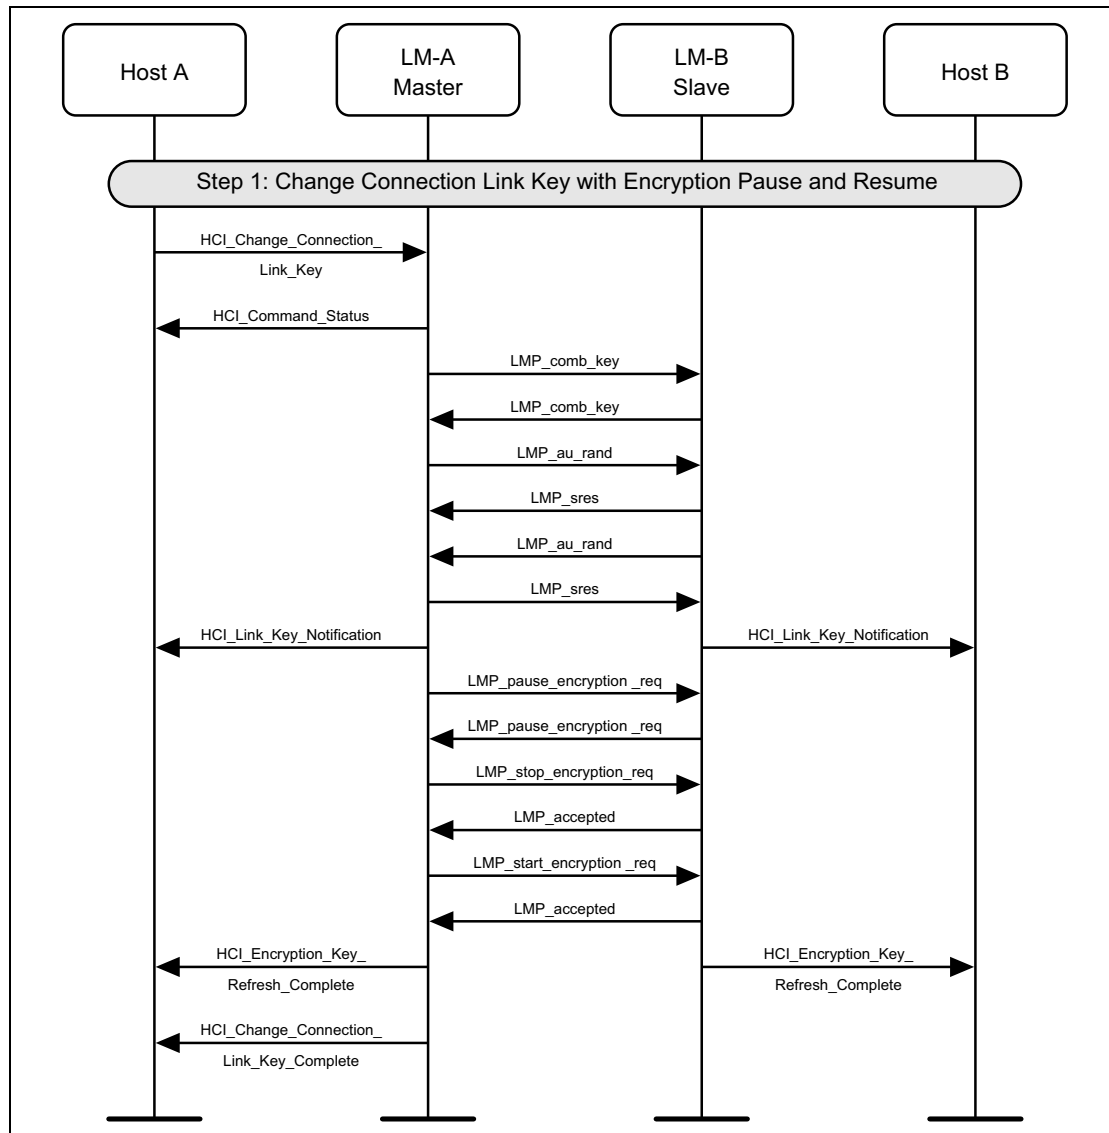 Host A
LM-A
Master
LM-B
Slave
Host B
Step 1: Change Connection Link Key with Encryption Pause and Resume
HCI_Change_Connection_
Link_Key
HCI_Command_Status
LMP_comb_key
LMP_comb_key
LMP_au_rand
LMP_sres
LMP_au_rand
LMP_sres
HCI_Link_Key_Notification
HCI_Link_Key_Notification
LMP_pause_encryption _req
LMP_pause_encryption _req
LMP_stop_encryption_req
LMP_accepted
LMP_start_encryption _req
LMP_accepted
HCI_Encryption_Key_
Refresh_Complete
HCI_Encryption_Key_
Refresh_Complete
HCI_Change_Connection_
Link_Key_Complete